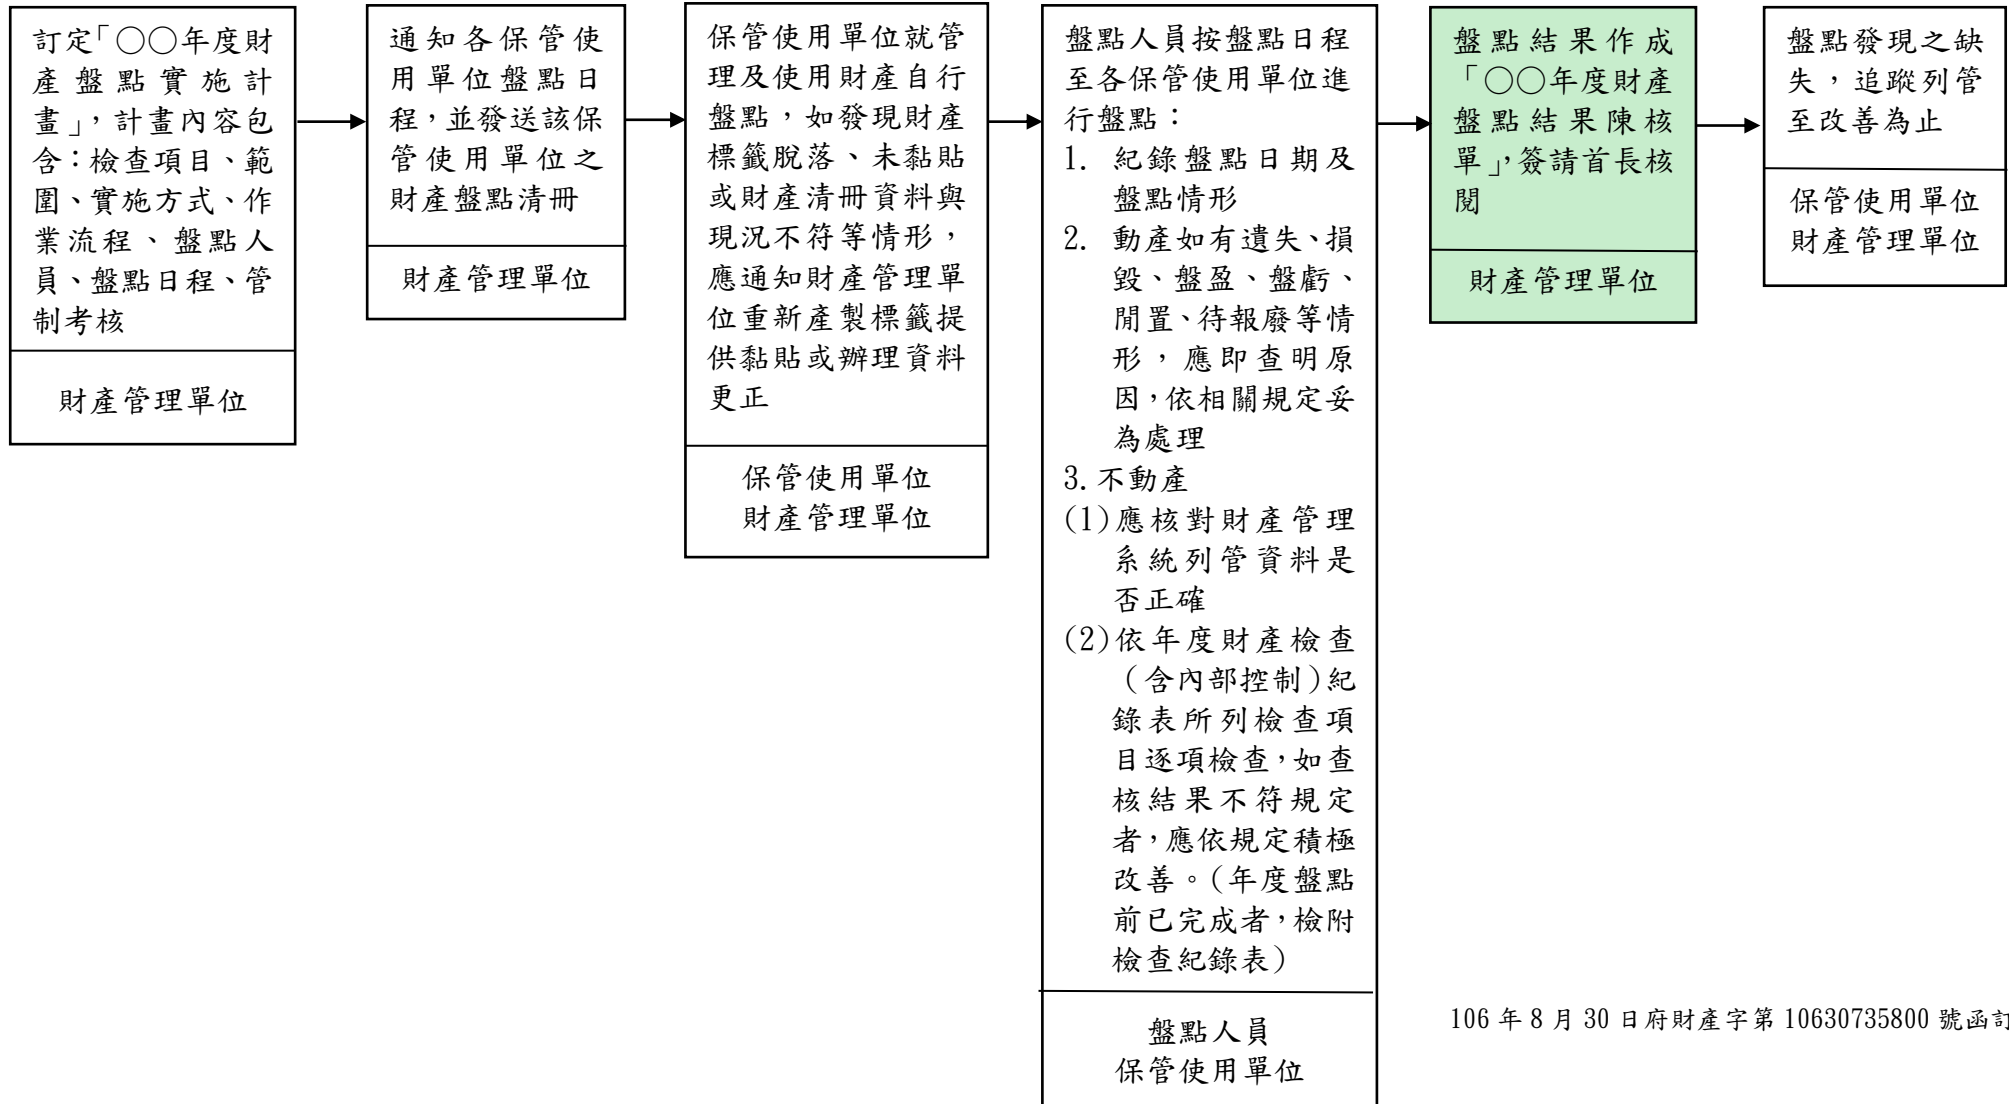 訂定「○○年度財
產盤點實施計
畫」，計畫內容包
含：檢查項目、範
圍、實施方式、作
業流程、盤點人
員、盤點日程、管
制考核
財產管理單位
通知各保管使
用單位盤點日
程，並發送該保
管使用單位之
財產盤點清冊
財產管理單位
保管使用單位就管
理及使用財產自行
盤點，如發現財產
標籤脫落、未黏貼
或財產清冊資料與
現況不符等情形，
應通知財產管理單
位重新產製標籤提
供黏貼或辦理資料
更正
保管使用單位
財產管理單位
盤點人員按盤點日程
至各保管使用單位進
行盤點：
1. 紀錄盤點日期及
盤點情形
2. 動產如有遺失、損
毀、盤盈、盤虧、
閒置、待報廢等情
形，應即查明原
因，依相關規定妥
為處理
3.不動產
(1)應核對財產管理
系統列管資料是
否正確
(2)依年度財產檢查
（含內部控制）紀
錄表所列檢查項
目逐項檢查，如查
核結果不符規定
者，應依規定積極
改善。（年度盤點
前已完成者，檢附
檢查紀錄表）
盤點人員
保管使用單位
盤點結果作成
「○○年度財產
盤點結果陳核
單」，簽請首長核
閱
財產管理單位
盤點發現之缺
失，追蹤列管
至改善為止
保管使用單位
財產管理單位
106 年 8 月 30 日府財產字第 10630735800 號函訂